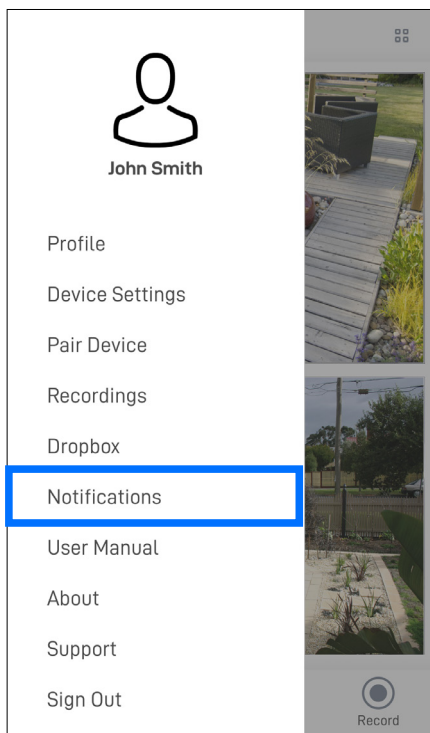 John Smith
Profile
Device Settings
Pair Device
Recordings
Dropbox
Notifications
User Manual
About
Support
Sign Out
Record